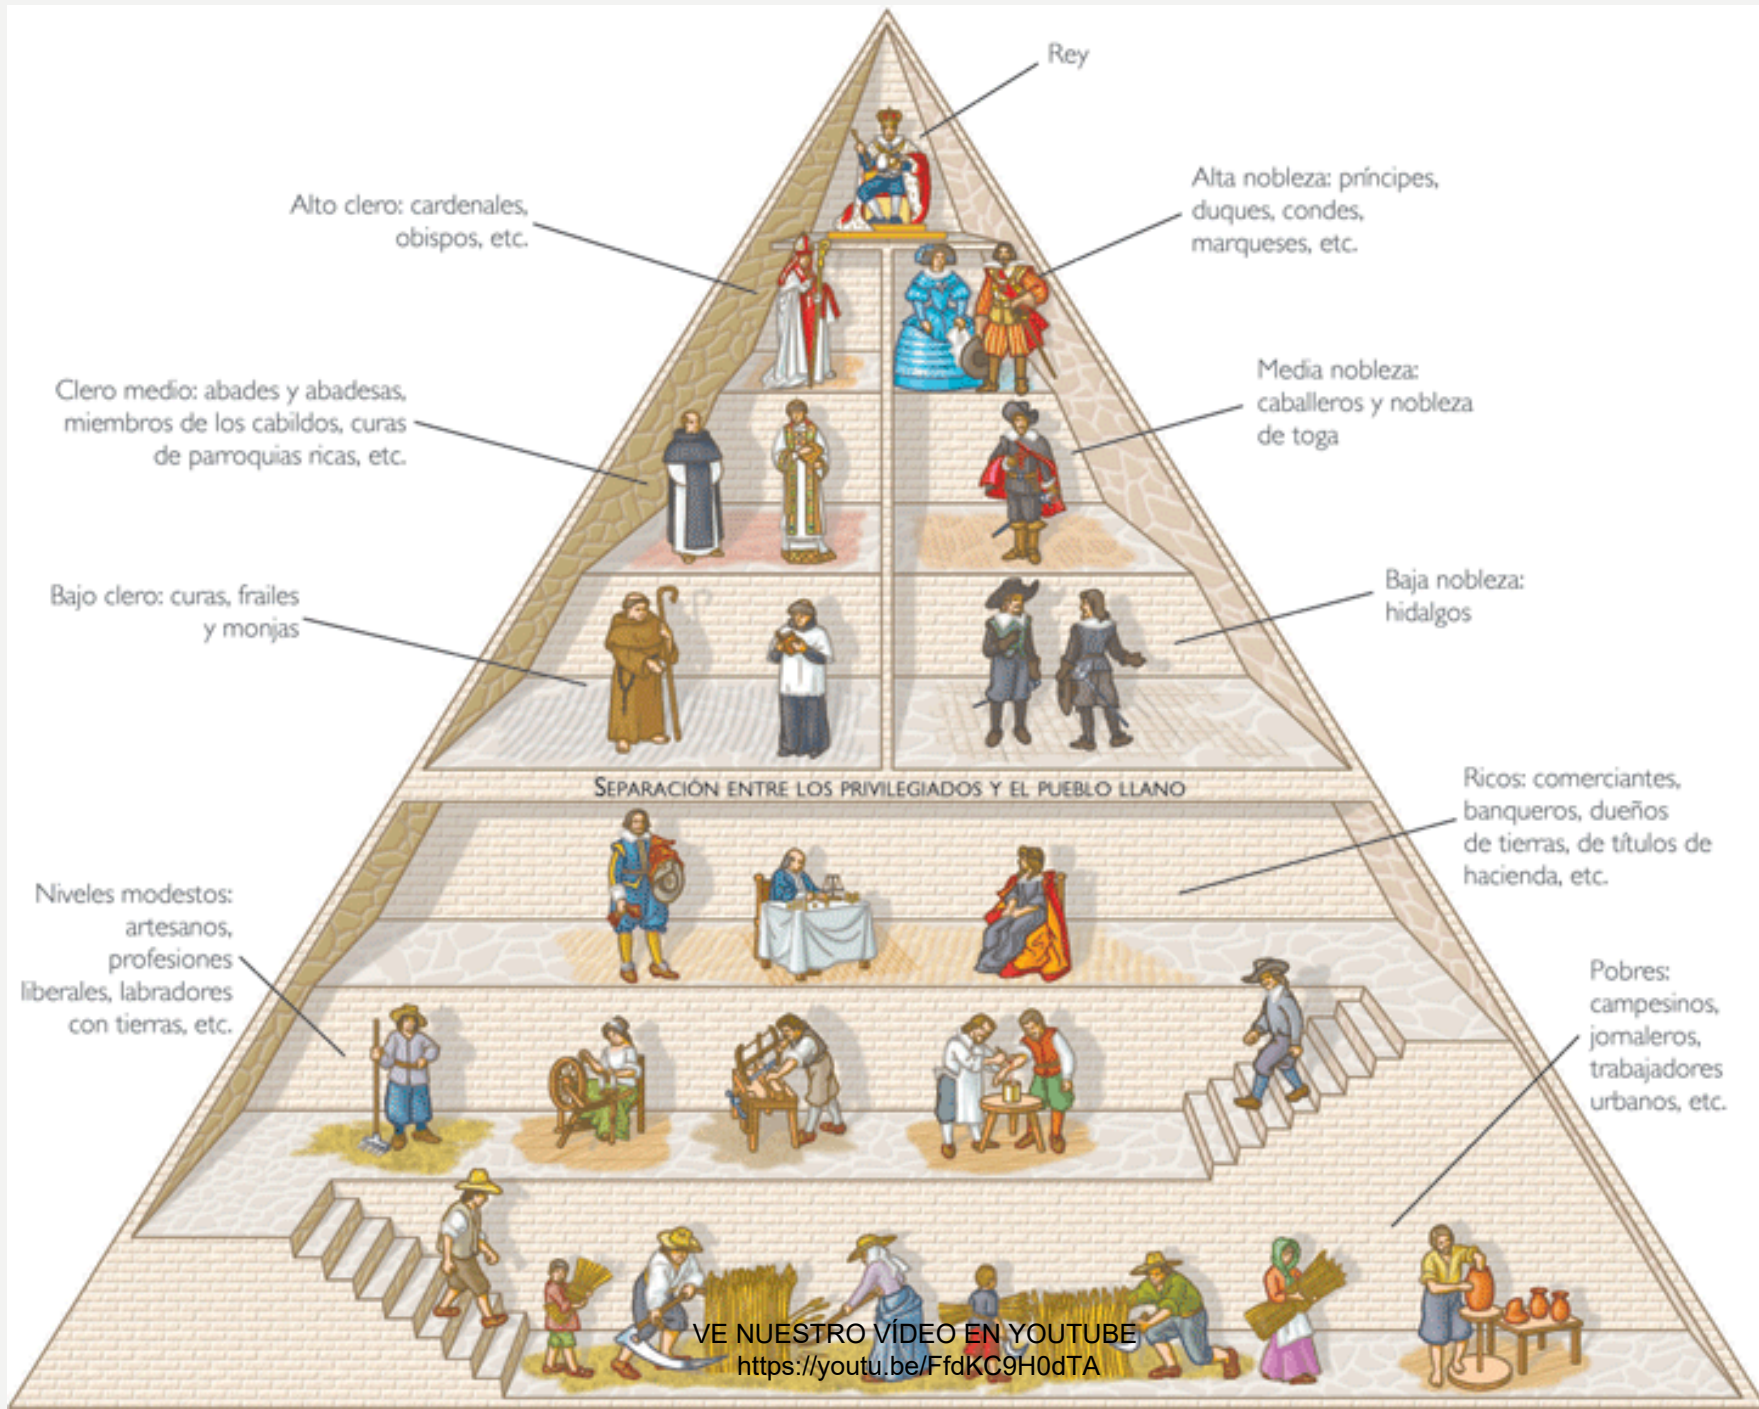 Rey
Alto clero: cardenales,
obispos, etc.
Alta nobleza: príncipes,
duques, condes,
marqueses, etc.
Clero medio: abades y abadesas,
miembros de los cabildos, curas
de parroquias ricas, etc.
Media nobleza:
caballeros y nobleza
de toga
Bajo clero: curas, frailes
y monjas
Baja nobleza:
hidalgos
SEPARACIÓN ENTRE LOS PRIVILEGIADOS Y EL PUEBLO LLANO
Ricos: comerciantes,
banqueros, dueños
de tierras, de títulos de
hacienda, etc.
Niveles modestos:
artesanos,
profesiones
liberales, labradores
con tierras, etc.
Pobres:
campesinos,
jornaleros,
trabajadores
urbanos, etc.
VE NUESTRO VÍDEO EN YOUTUBE
https://youtu.be/FfdKC9H0dTA